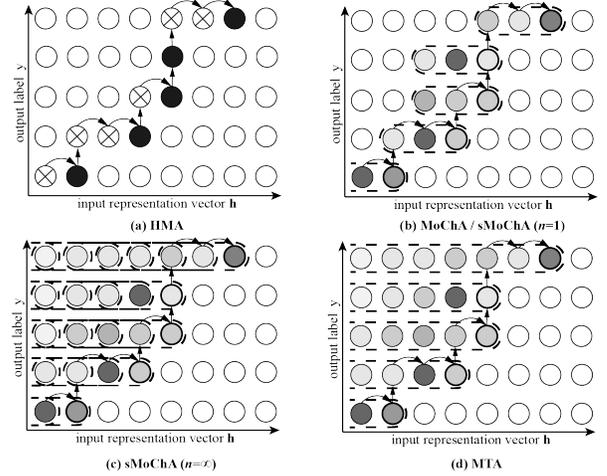 output label y
input representation vector h
(a) HMA
output label y
input representation vector h
(b) MoChA / sMoChA (n=1)
output label y
input representation vector h
(c) sMoChA (n=∞)
output label y
input representation vector h
(d) MTA